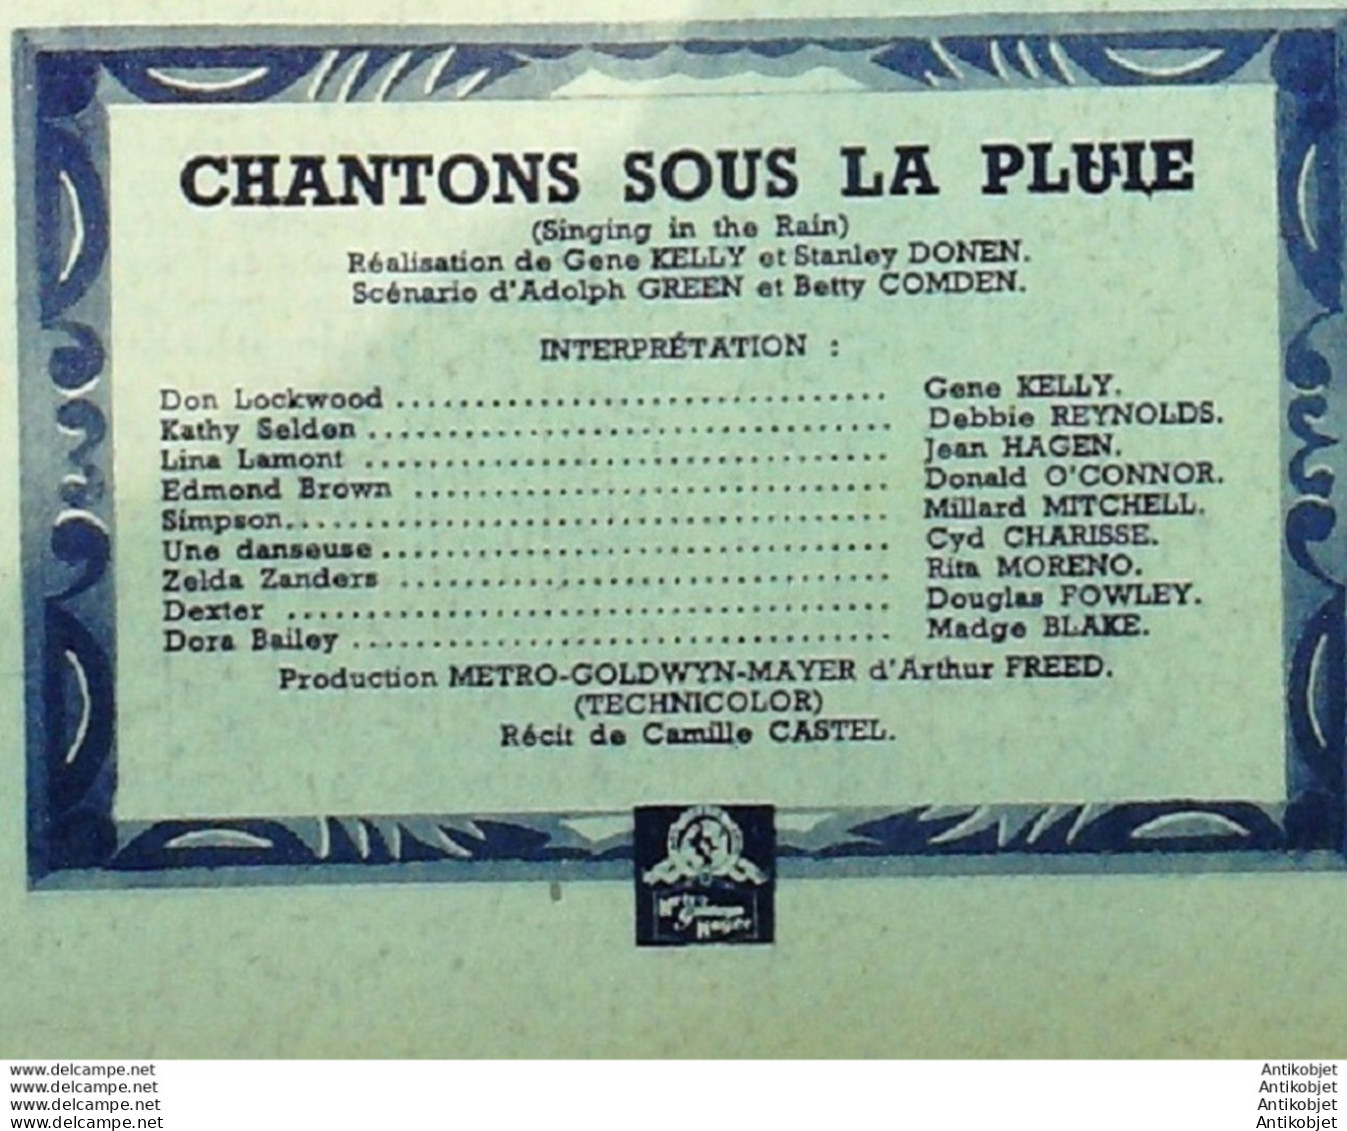 CHANTONS SOUS LA PLUIE
(Singing in the Rain)
Réalisation de Gene KELLY et Stanley DONEN.
Scénario d'Adolph GREEN et Betty COMDEN.
INTERPRÉTATION :
Don Lockwood ................................ Gene KELLY.
Kathy Selden ................................. Debbie REYNOLDS.
Lina Lamont ................................. Jean HAGEN.
Edmond Brown .............................. Donald O'CONNOR.
Simpson...................................... Millard MITCHELL.
Une danseuse................................ Cyd CHARISSE.
Zelda Zanders ............................... Rita MORENO.
Dexter ...................................... Douglas FOWLEY.
Dora Bailey .................................. Madge BLAKE.
Production METRO-GOLDWYN-MAYER d'Arthur FREED.
(TECHNICOLOR)
Récit de Camille CASTEL.
Metro
Goldwyn
Mayer
www.delcampe.net Antikobjet
www.delcampe.net Antikobjet
www.delcampe.net Antikobjet
www.delcampe.net Antikobjet